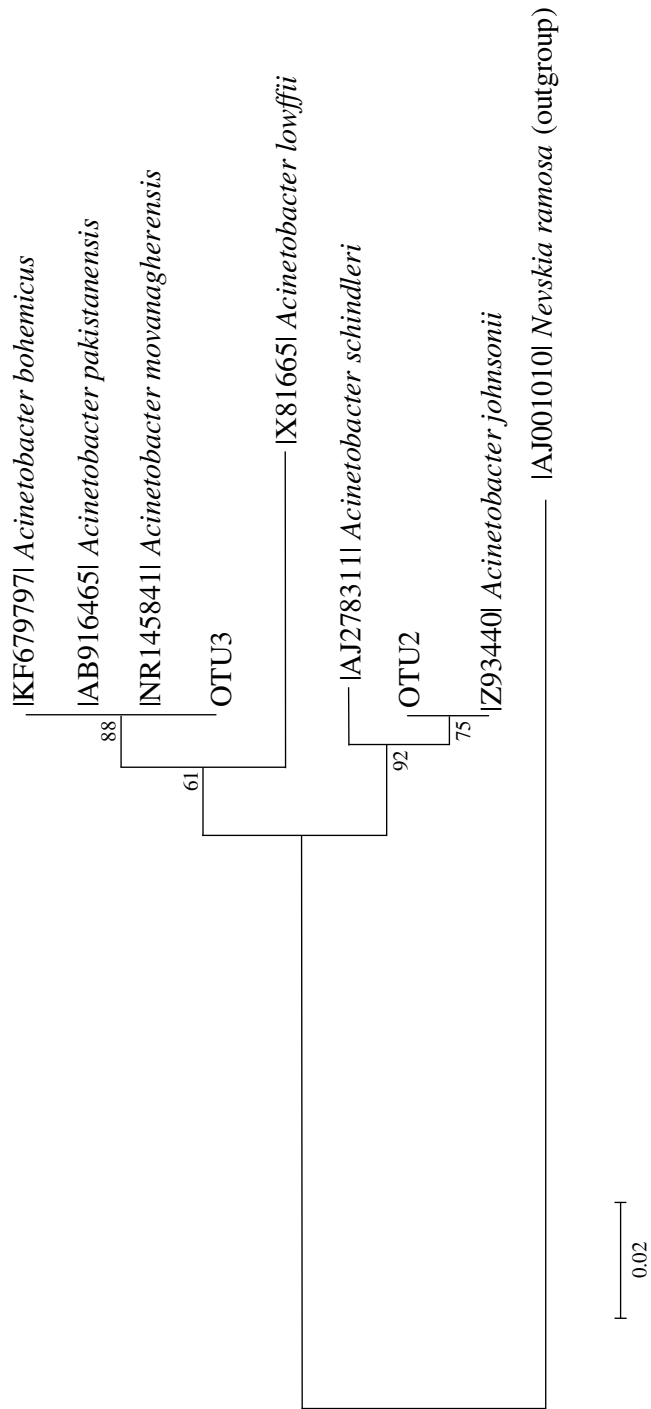 |KF679797| Acinetobacter bohemicus
|AB916465| Acinetobacter pakistanensis
|NR145841| Acinetobacter movanagherensis
OTU3
|X81665| Acinetobacter lowffii
|AJ278311| Acinetobacter schindleri
OTU2
|Z93440| Acinetobacter johnsonii
|AJ001010| Nevskia ramosa (outgroup)
88
61
92
75
0.02